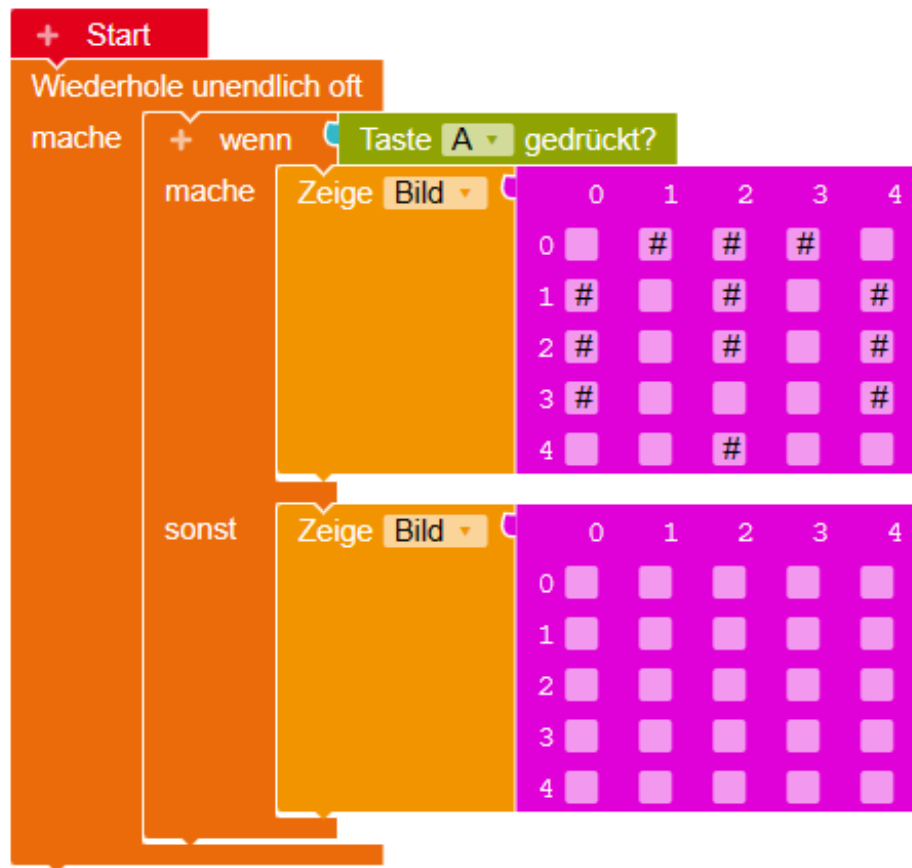 + Start
Wiederhole unendlich oft
mache + wenn Taste A gedrückt?
mache Zeige Bild 0 1 2 3 4
0 # # #
1 # # #
2 # # #
3 # #
4 #
sonst Zeige Bild 0 1 2 3 4
0
1
2
3
4